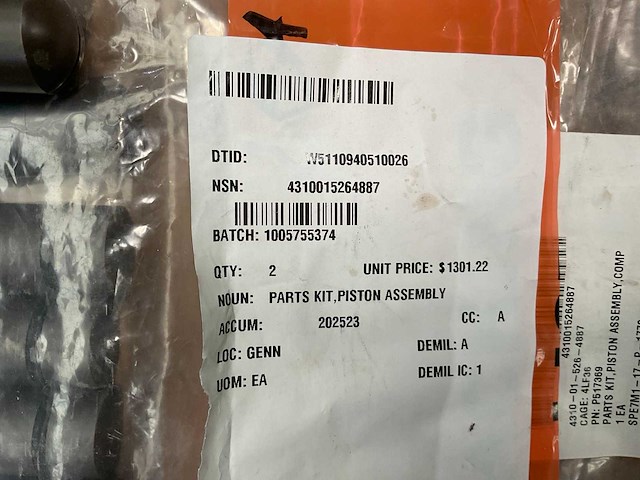 DTID: W5110940510026
NSN: 4310015264887
BATCH: 1005755374
QTY: 2 UNIT PRICE: $1301.22
NOUN: PARTS KIT,PISTON ASSEMBLY
ACCUM: 202523 CC: A
LOC: GENN DEMIL: A
UOM: EA DEMIL IC: 1
4310015264887
4310-01-526-4887
CAGE: 4LF36
PN: P517369
PARTS KIT,PISTON ASSEMBLY,COMP
1 EA